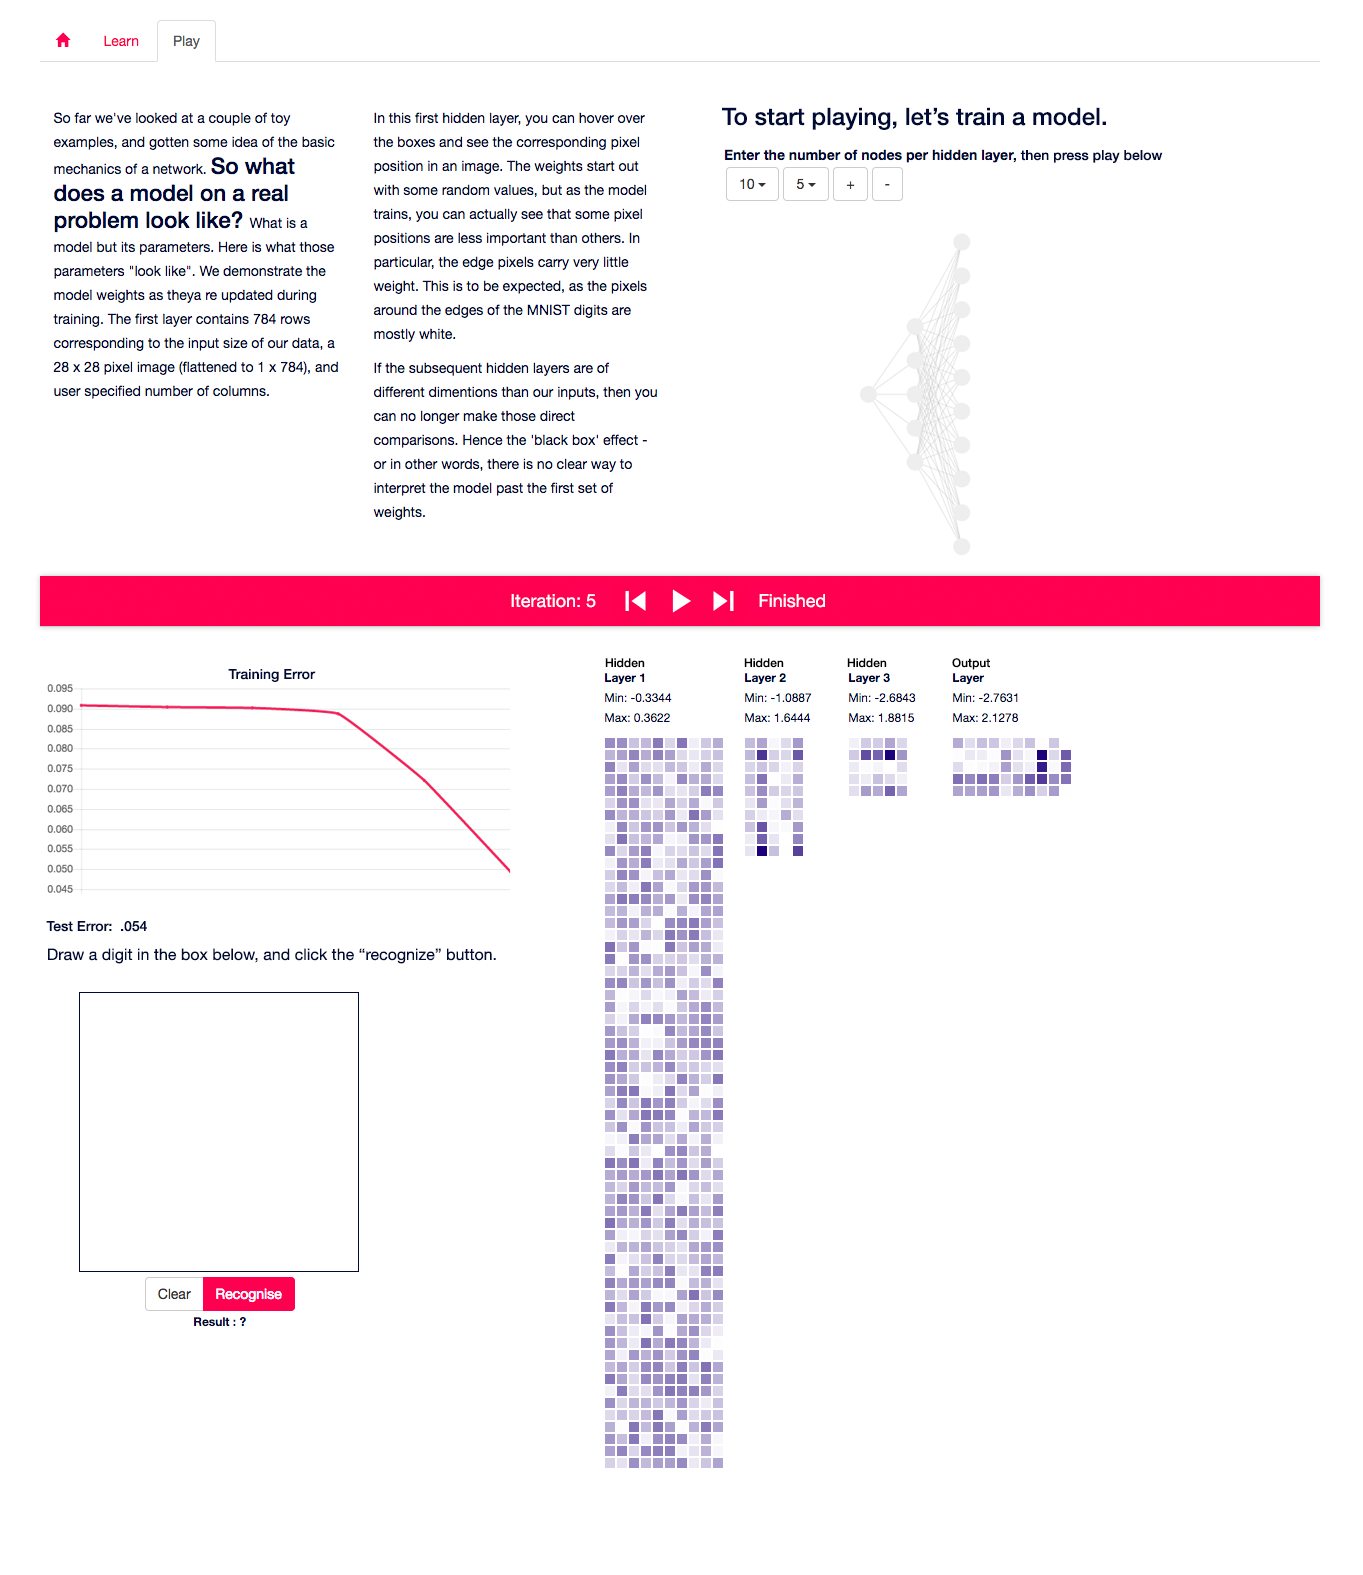 Learn
Play
So far we've looked at a couple of toy
examples, and gotten some idea of the basic
mechanics of a network. So what
does a model on a real
problem look like? What is a
model but its parameters. Here is what those
parameters "look like". We demonstrate the
model weights as theya re updated during
training. The first layer contains 784 rows
corresponding to the input size of our data, a
28 x 28 pixel image (flattened to 1 x 784), and
user specified number of columns.
In this first hidden layer, you can hover over
the boxes and see the corresponding pixel
position in an image. The weights start out
with some random values, but as the model
trains, you can actually see that some pixel
positions are less important than others. In
particular, the edge pixels carry very little
weight. This is to be expected, as the pixels
around the edges of the MNIST digits are
mostly white.
If the subsequent hidden layers are of
different dimentions than our inputs, then you
can no longer make those direct
comparisons. Hence the 'black box' effect -
or in other words, there is no clear way to
interpret the model past the first set of
weights.
To start playing, let’s train a model.
Enter the number of nodes per hidden layer, then press play below
10
5
+
-
Iteration: 5
Finished
Training Error
0.095
0.090
0.085
0.080
0.075
0.070
0.065
0.060
0.055
0.050
0.045
Test Error: .054
Draw a digit in the box below, and click the “recognize” button.
Clear
Recognise
Result : ?
Hidden
Layer 1
Min: -0.3344
Max: 0.3622
Hidden
Layer 2
Min: -1.0887
Max: 1.6444
Hidden
Layer 3
Min: -2.6843
Max: 1.8815
Output
Layer
Min: -2.7631
Max: 2.1278